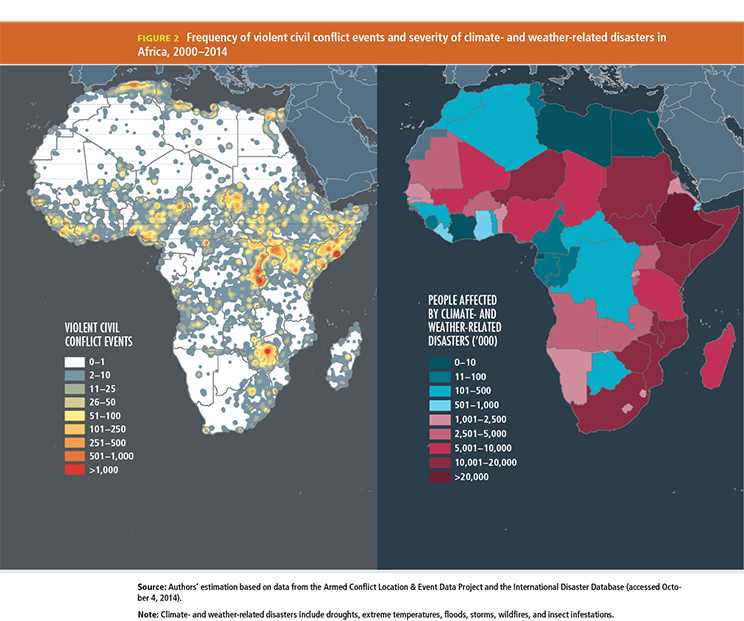 FIGURE 2 Frequency of violent civil conflict events and severity of climate- and weather-related disasters in
Africa, 2000–2014
VIOLENT CIVIL
CONFLICT EVENTS
0–1
2–10
11–25
26–50
51–100
101–250
251–500
501–1,000
>1,000
PEOPLE AFFECTED
BY CLIMATE- AND
WEATHER-RELATED
DISASTERS ('000)
0–10
11–100
101–500
501–1,000
1,001–2,500
2,501–5,000
5,001–10,000
10,001–20,000
>20,000
Source: Authors' estimation based on data from the Armed Conflict Location & Event Data Project and the International Disaster Database (accessed Octo-
ber 4, 2014).
Note: Climate- and weather-related disasters include droughts, extreme temperatures, floods, storms, wildfires, and insect infestations.